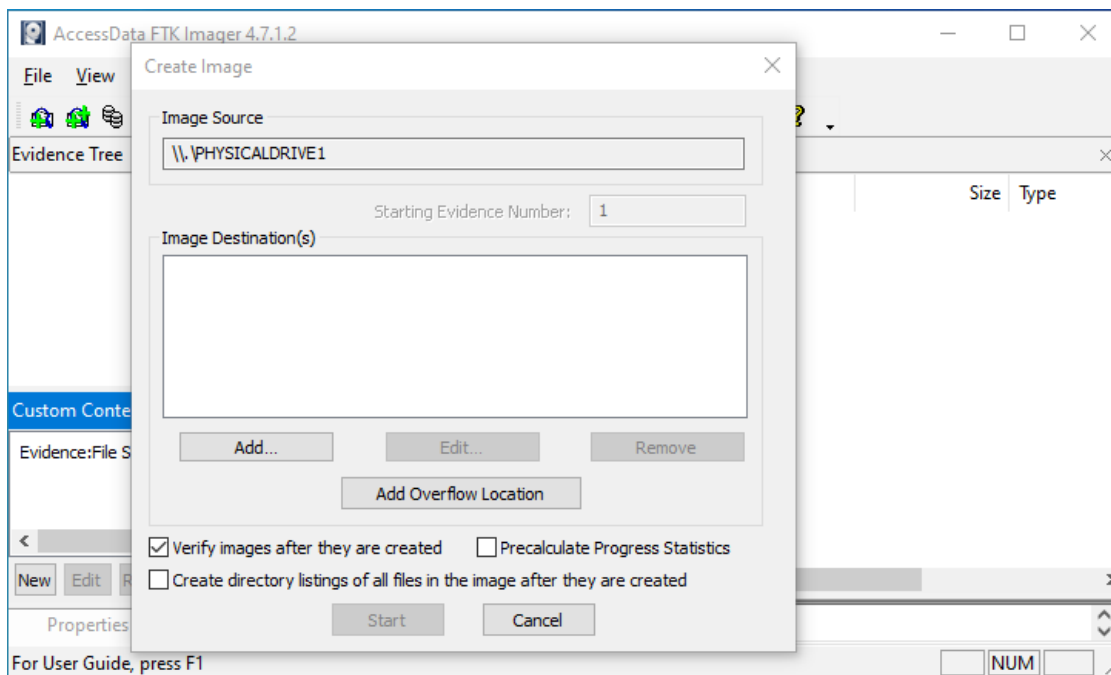 AccessData FTK Imager 4.7.1.2
File View
Create Image
Image Source
\\.\PHYSICALDRIVE1
Evidence Tree
Starting Evidence Number: 1
Size Type
Image Destination(s)
Custom Conte
Evidence:File S
Add... Edit... Remove
Add Overflow Location
Verify images after they are created Precalculate Progress Statistics
Create directory listings of all files in the image after they are created
New Edit R
Start Cancel
Properties
For User Guide, press F1 NUM